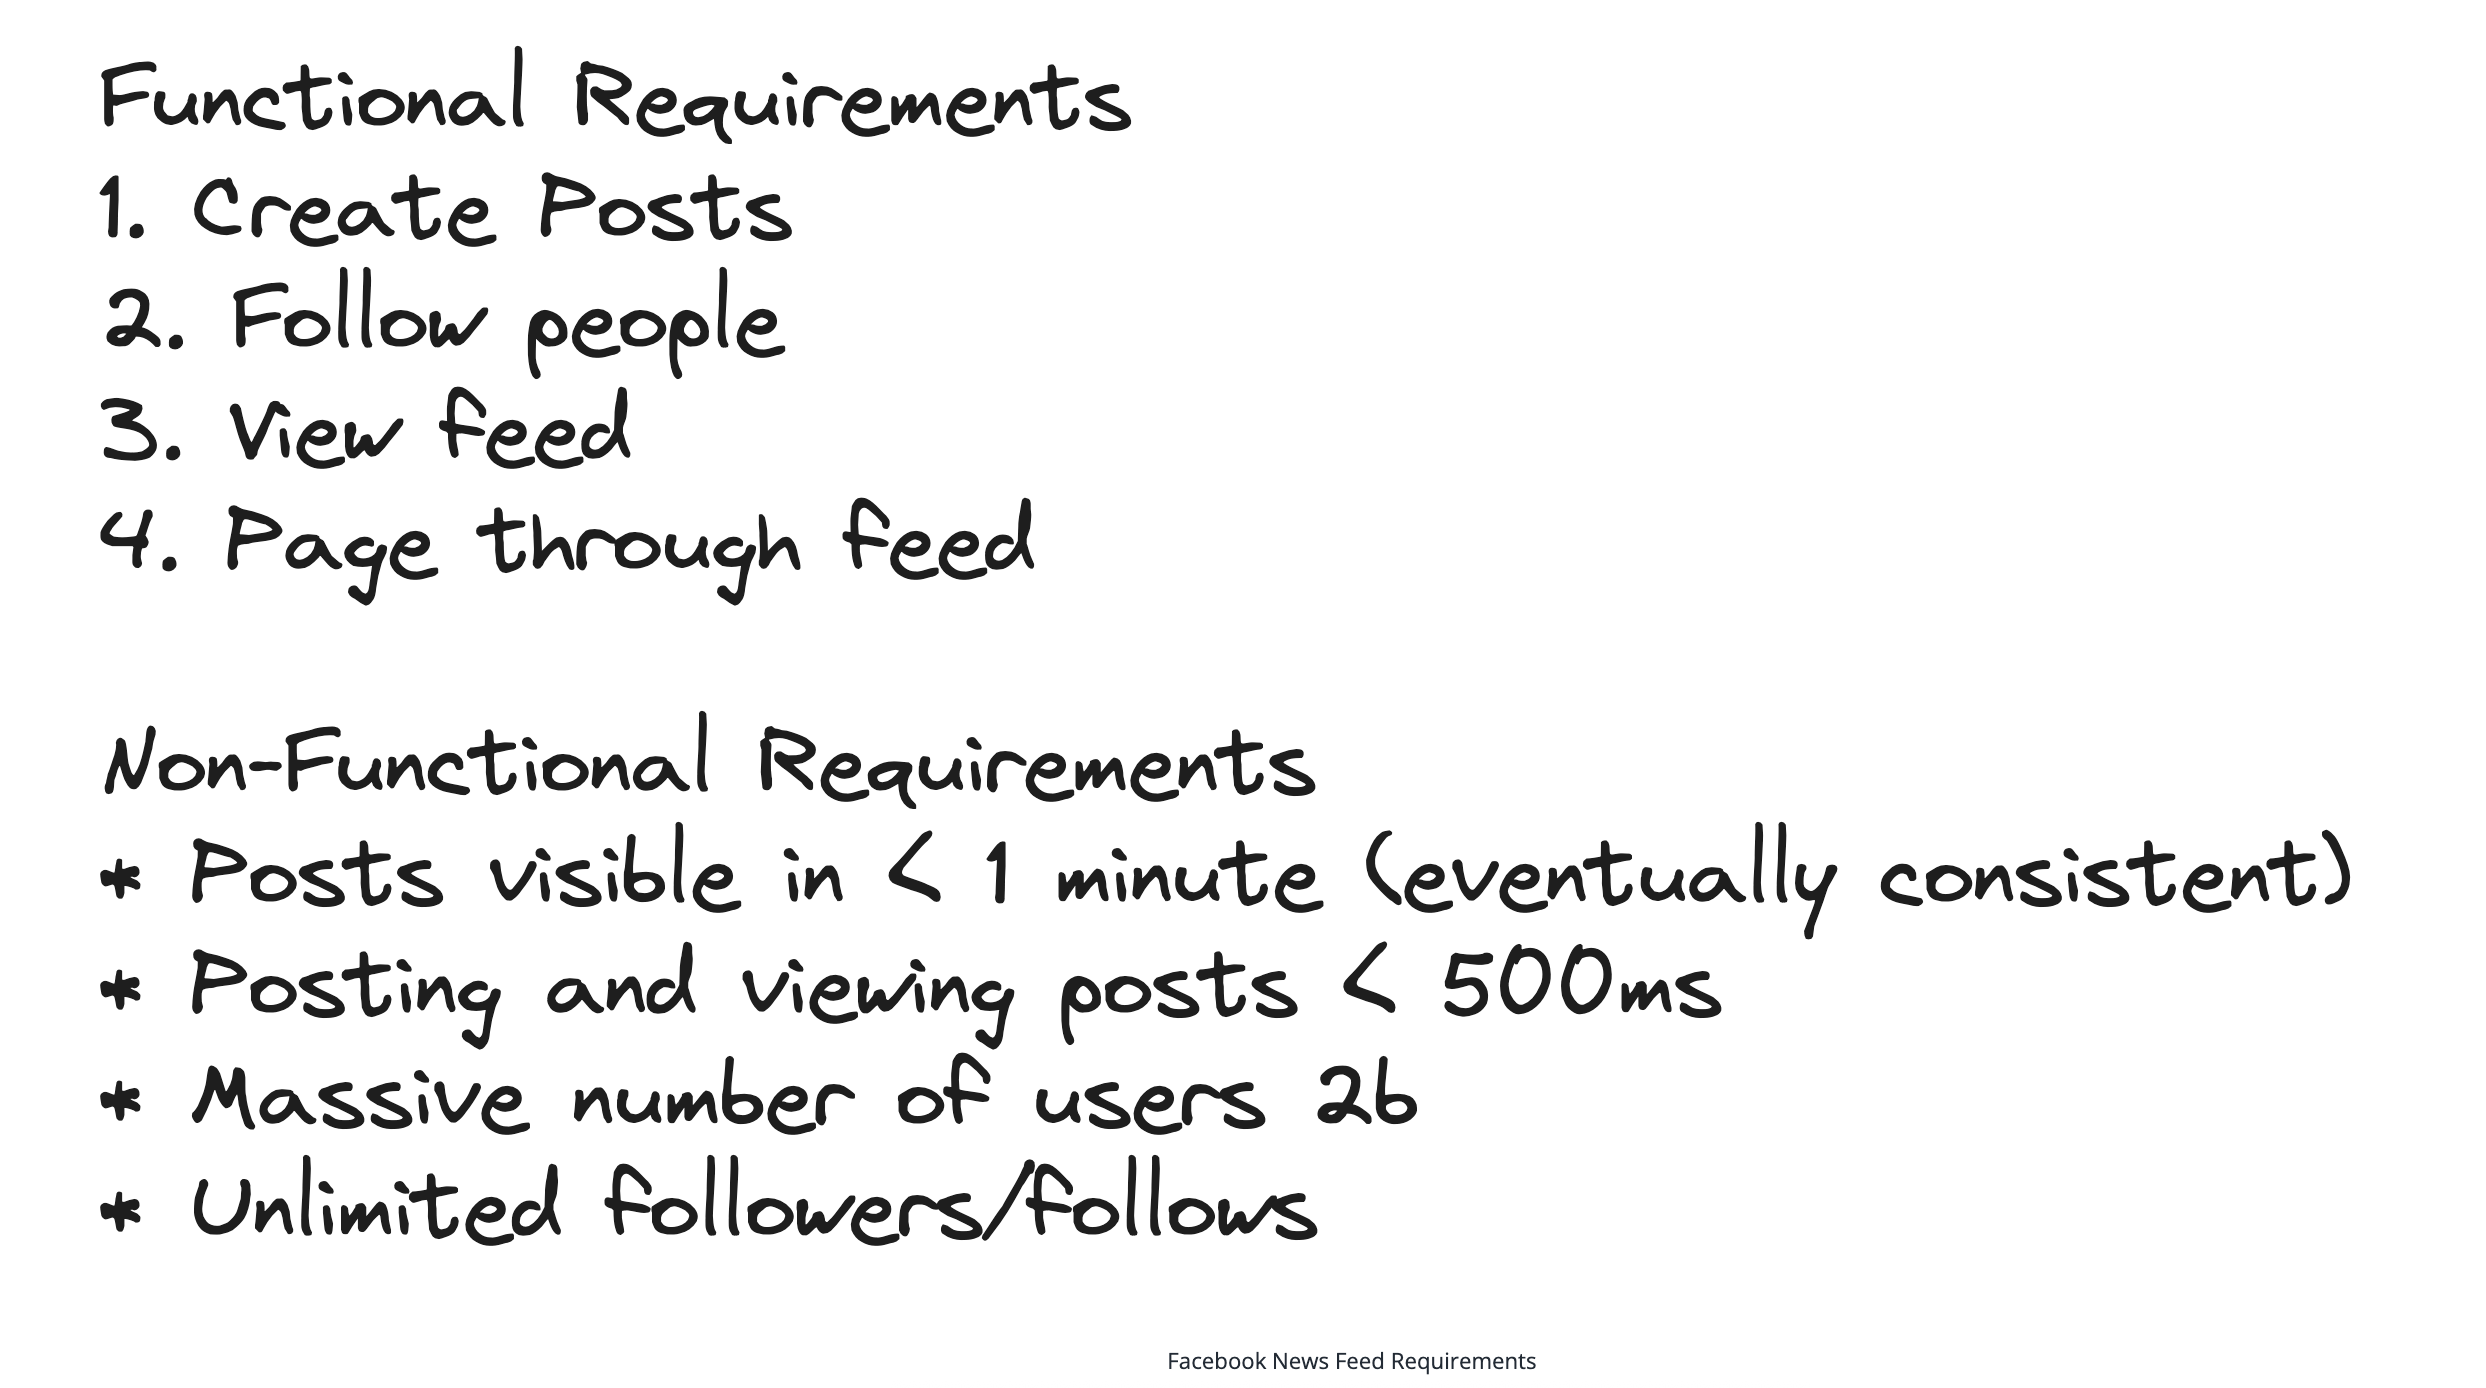 Functional Requirements
1. Create Posts
2. Follow people
3. View feed
4. Page through feed
Non-Functional Requirements
* Posts visible in < 1 minute (eventually consistent)
* Posting and viewing posts < 500ms
* Massive number of users 2b
* Unlimited followers/follows
Facebook News Feed Requirements